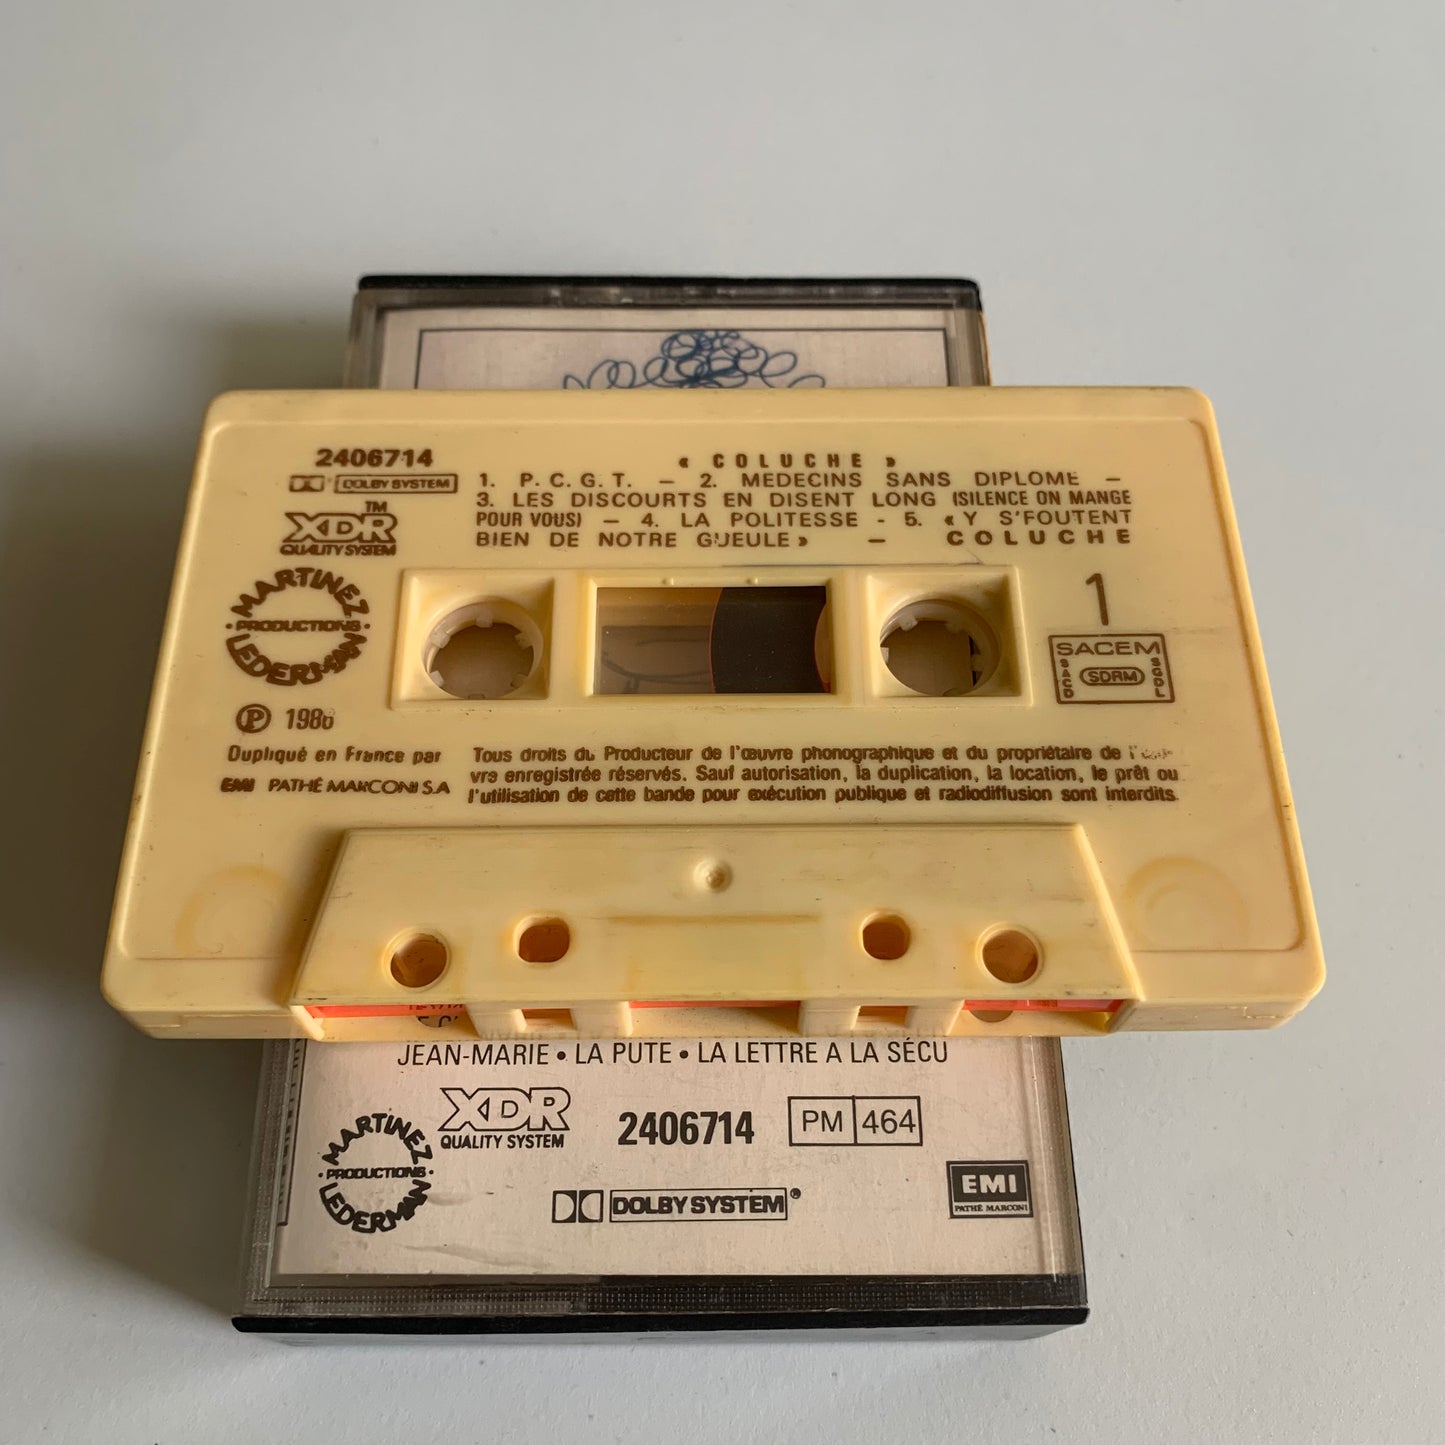 2406714
DOLBY SYSTEM
XDR™
QUALITY SYSTEM
MARTINEZ
· PRODUCTIONS ·
LEDERMAN
Ⓟ 1986
Dupliqué en France par
EMI PATHÉ MARCONI S.A
« COLUCHE »
1. P. C. G. T. – 2. MEDECINS SANS DIPLOME –
3. LES DISCOURTS EN DISENT LONG (SILENCE ON MANGE
POUR VOUS) – 4. LA POLITESSE - 5. «Y S'FOUTENT
BIEN DE NOTRE GUEULE» – COLUCHE
1
SACEM
SACD
SDRM
SGDL
Tous droits du Producteur de l'œuvre phonographique et du propriétaire de
vre enregistrée réservés. Sauf autorisation, la duplication, la location, le prêt ou
l'utilisation de cette bande pour exécution publique et radiodiffusion sont interdits.
JEAN-MARIE • LA PUTE • LA LETTRE A LA SÉCU
MARTINEZ
· PRODUCTIONS ·
LEDERMAN
XDR
QUALITY SYSTEM
2406714
PM 464
DOLBY SYSTEM®
EMI
PATHÉ MARCONI